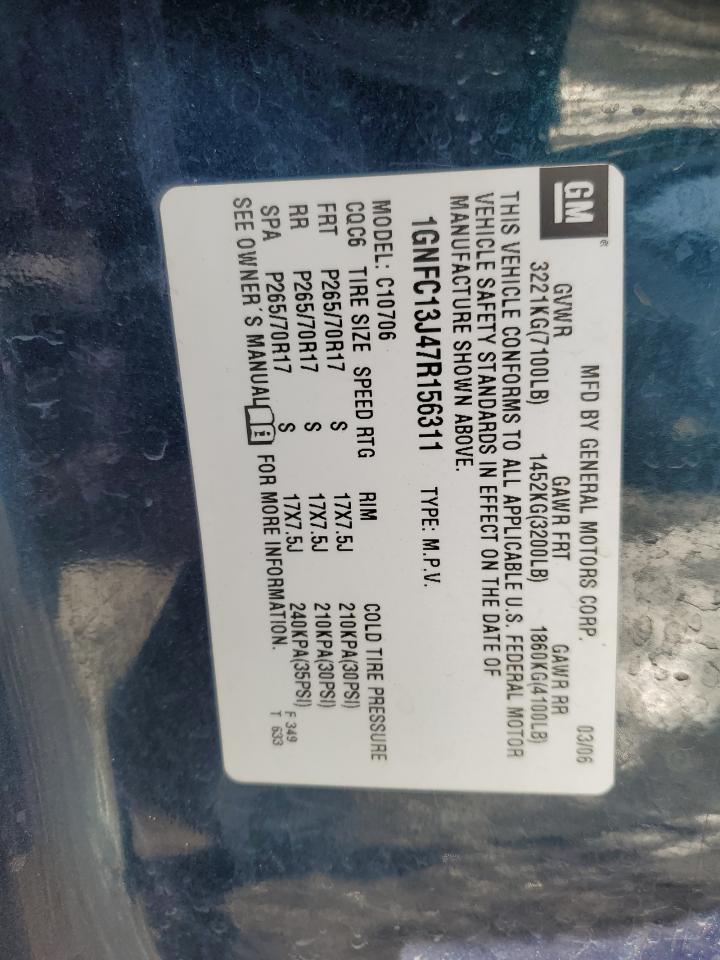 GM®
MFD BY GENERAL MOTORS CORP. 03/06
GVWR GAWR FRT GAWR RR
3221KG(7100LB) 1452KG(3200LB) 1860KG(4100LB)
THIS VEHICLE CONFORMS TO ALL APPLICABLE U.S. FEDERAL MOTOR
VEHICLE SAFETY STANDARDS IN EFFECT ON THE DATE OF
MANUFACTURE SHOWN ABOVE.
1GNFC13J47R156311 TYPE: M.P.V.
MODEL: C10706
CQC6 TIRE SIZE SPEED RTG RIM COLD TIRE PRESSURE
FRT P265/70R17 S 17X7.5J 210KPA(30PSI)
RR P265/70R17 S 17X7.5J 210KPA(30PSI)
SPA P265/70R17 S 17X7.5J 240KPA(35PSI)
SEE OWNER'S MANUAL FOR MORE INFORMATION.
F 349
T 633